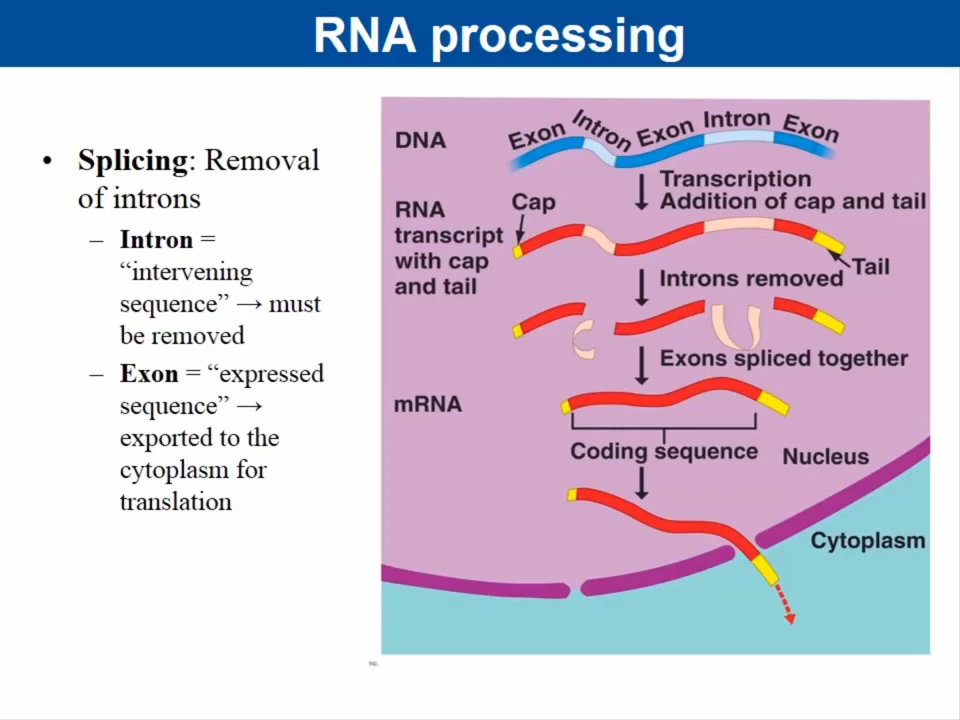 RNA processing
• Splicing: Removal
of introns
– Intron =
“intervening
sequence” → must
be removed
– Exon = “expressed
sequence” →
exported to the
cytoplasm for
translation
DNA
Exon Intron Exon Intron Exon
Transcription
Addition of cap and tail
RNA
transcript
with cap
and tail
Cap
Tail
Introns removed
Exons spliced together
mRNA
Coding sequence
Nucleus
Cytoplasm